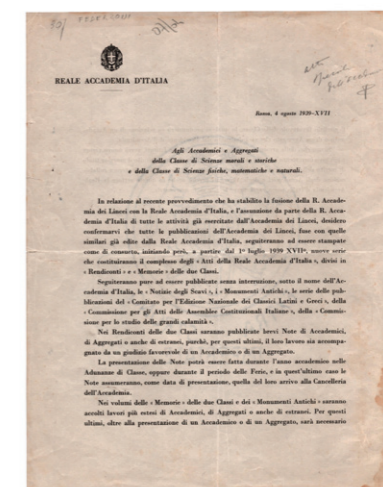 30/
REALE ACCADEMIA D'ITALIA
Roma, 4 agosto 1939-XVII
Agli Accademici e Aggregati
della Classe di Scienze morali e storiche
e della Classe di Scienze fisiche, matematiche e naturali.
In relazione al recente provvedimento che ha stabilito la fusione della R. Accade-
mia dei Lincei con la Reale Accademia d'Italia, e l'assunzione da parte della R. Acca-
demia d'Italia di tutte le attività già esercitate dall'Accademia dei Lincei, desidero
confermarvi che tutte le pubblicazioni dell'Accademia dei Lincei, fuse con quelle
similari già edite dalla Reale Accademia d'Italia, seguiteranno ad essere stampate
come di consueto, iniziando però, a partire dal 1° luglio 1939 XVII°, nuove serie
che costituiranno il complesso degli «Atti della Reale Accademia d'Italia», divisi in
«Rendiconti» e «Memorie» delle due Classi.
Seguiteranno pure ad essere pubblicate senza interruzione, sotto il nome dell'Ac-
cademia d'Italia, le «Notizie degli Scavi», i «Monumenti Antichi», le serie delle pub-
blicazioni del «Comitato per l'Edizione Nazionale dei Classici Latini e Greci», della
«Commissione per gli Atti delle Assemblee Costituzionali Italiane», della «Commis-
sione per lo studio delle grandi calamità».
Nei Rendiconti delle due Classi saranno pubblicate brevi Note di Accademici,
di Aggregati o anche di estranei, purchè, per questi ultimi, il loro lavoro sia accompa-
gnato da un giudizio favorevole di un Accademico o di un Aggregato.
La presentazione delle Note potrà essere fatta durante l'anno accademico nelle
Adunanze di Classe, oppure durante il periodo delle Ferie, e in quest'ultimo caso le
Note assumeranno, come data di presentazione, quella del loro arrivo alla Cancelleria
dell'Accademia.
Nei volumi delle «Memorie» delle due Classi e dei «Monumenti Antichi» saranno
accolti lavori più estesi di Accademici, di Aggregati o anche di estranei. Per questi
ultimi, oltre alla presentazione di un Accademico o di un Aggregato, sarà necessario